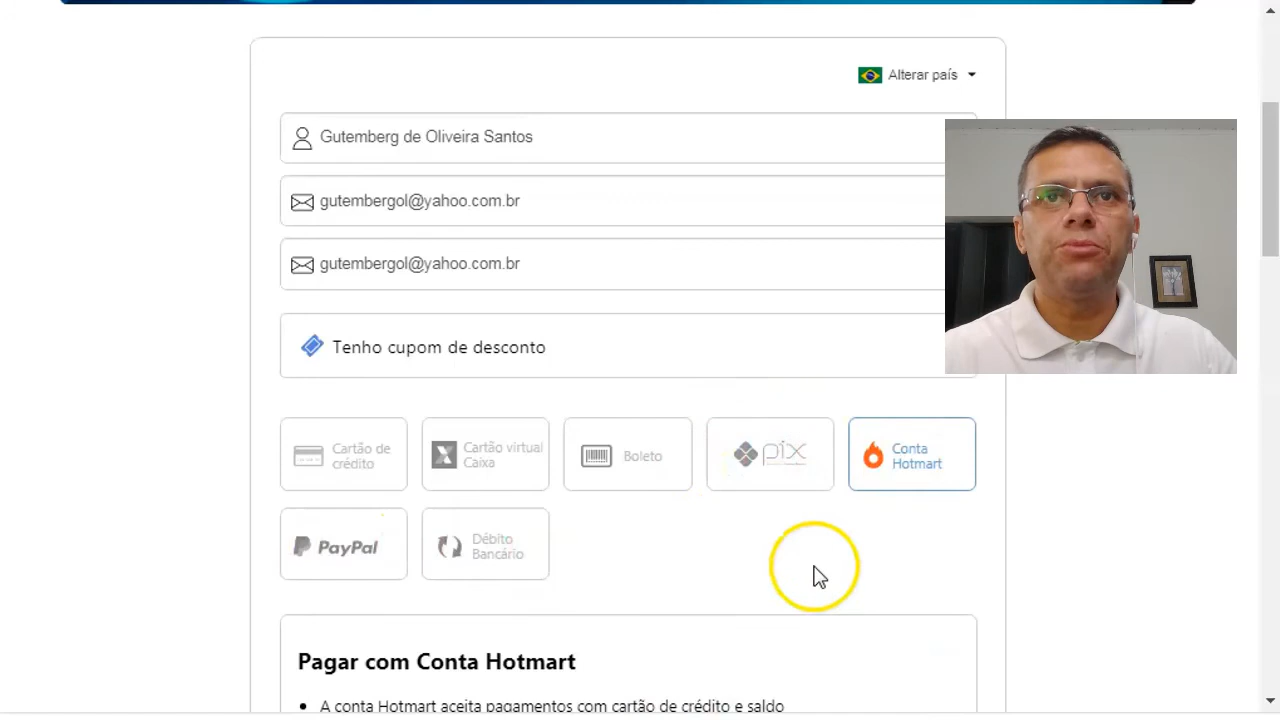 Alterar país
Gutemberg de Oliveira Santos
gutembergol@yahoo.com.br
gutembergol@yahoo.com.br
Tenho cupom de desconto
Cartão de
crédito
Cartão virtual
Caixa
Boleto
pix
Conta
Hotmart
PayPal
Débito
Bancário
Pagar com Conta Hotmart
• A conta Hotmart aceita pagamentos com cartão de crédito e saldo